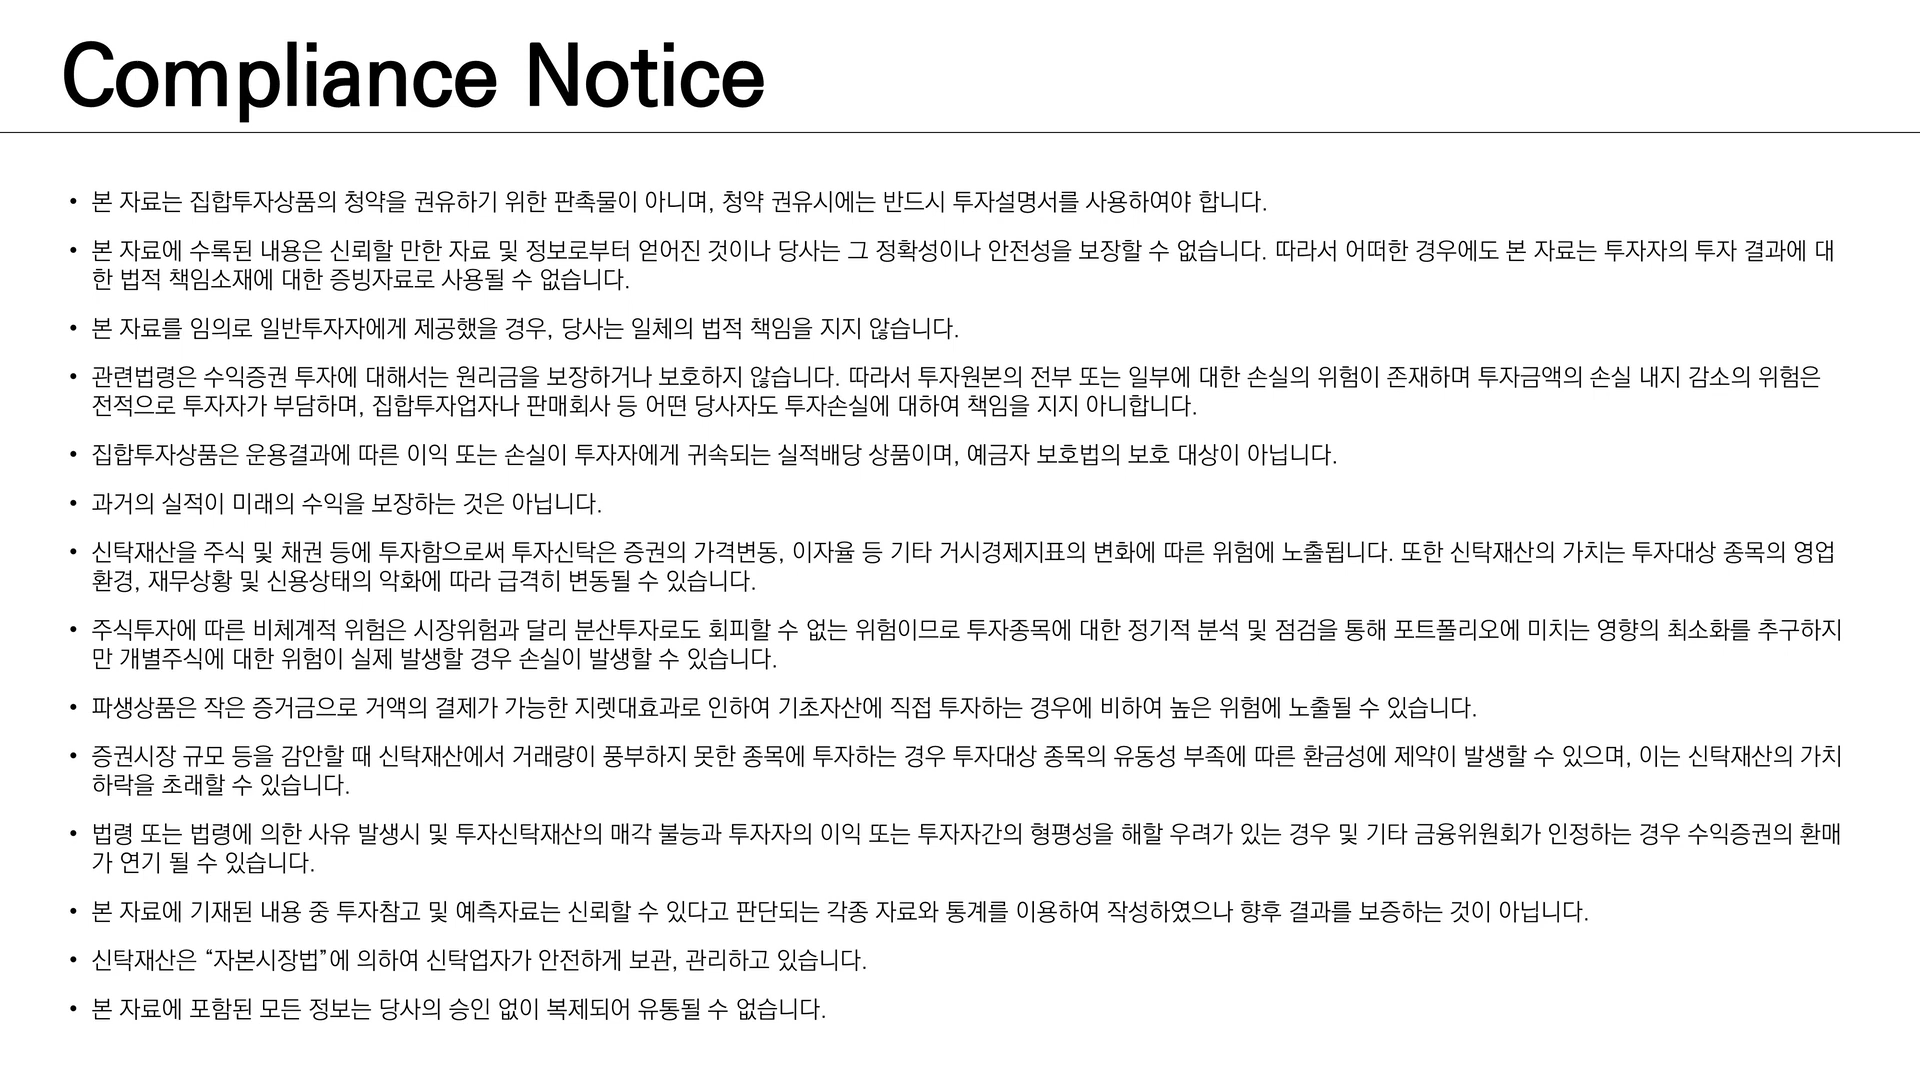 Compliance Notice
• 본 자료는 집합투자상품의 청약을 권유하기 위한 판촉물이 아니며, 청약 권유시에는 반드시 투자설명서를 사용하여야 합니다.
• 본 자료에 수록된 내용은 신뢰할 만한 자료 및 정보로부터 얻어진 것이나 당사는 그 정확성이나 안전성을 보장할 수 없습니다. 따라서 어떠한 경우에도 본 자료는 투자자의 투자 결과에 대
한 법적 책임소재에 대한 증빙자료로 사용될 수 없습니다.
• 본 자료를 임의로 일반투자자에게 제공했을 경우, 당사는 일체의 법적 책임을 지지 않습니다.
• 관련법령은 수익증권 투자에 대해서는 원리금을 보장하거나 보호하지 않습니다. 따라서 투자원본의 전부 또는 일부에 대한 손실의 위험이 존재하며 투자금액의 손실 내지 감소의 위험은
전적으로 투자자가 부담하며, 집합투자업자나 판매회사 등 어떤 당사자도 투자손실에 대하여 책임을 지지 아니합니다.
• 집합투자상품은 운용결과에 따른 이익 또는 손실이 투자자에게 귀속되는 실적배당 상품이며, 예금자 보호법의 보호 대상이 아닙니다.
• 과거의 실적이 미래의 수익을 보장하는 것은 아닙니다.
• 신탁재산을 주식 및 채권 등에 투자함으로써 투자신탁은 증권의 가격변동, 이자율 등 기타 거시경제지표의 변화에 따른 위험에 노출됩니다. 또한 신탁재산의 가치는 투자대상 종목의 영업
환경, 재무상황 및 신용상태의 악화에 따라 급격히 변동될 수 있습니다.
• 주식투자에 따른 비체계적 위험은 시장위험과 달리 분산투자로도 회피할 수 없는 위험이므로 투자종목에 대한 정기적 분석 및 점검을 통해 포트폴리오에 미치는 영향의 최소화를 추구하지
만 개별주식에 대한 위험이 실제 발생할 경우 손실이 발생할 수 있습니다.
• 파생상품은 작은 증거금으로 거액의 결제가 가능한 지렛대효과로 인하여 기초자산에 직접 투자하는 경우에 비하여 높은 위험에 노출될 수 있습니다.
• 증권시장 규모 등을 감안할 때 신탁재산에서 거래량이 풍부하지 못한 종목에 투자하는 경우 투자대상 종목의 유동성 부족에 따른 환금성에 제약이 발생할 수 있으며, 이는 신탁재산의 가치
하락을 초래할 수 있습니다.
• 법령 또는 법령에 의한 사유 발생시 및 투자신탁재산의 매각 불능과 투자자의 이익 또는 투자자간의 형평성을 해할 우려가 있는 경우 및 기타 금융위원회가 인정하는 경우 수익증권의 환매
가 연기 될 수 있습니다.
• 본 자료에 기재된 내용 중 투자참고 및 예측자료는 신뢰할 수 있다고 판단되는 각종 자료와 통계를 이용하여 작성하였으나 향후 결과를 보증하는 것이 아닙니다.
• 신탁재산은 “자본시장법”에 의하여 신탁업자가 안전하게 보관, 관리하고 있습니다.
• 본 자료에 포함된 모든 정보는 당사의 승인 없이 복제되어 유통될 수 없습니다.